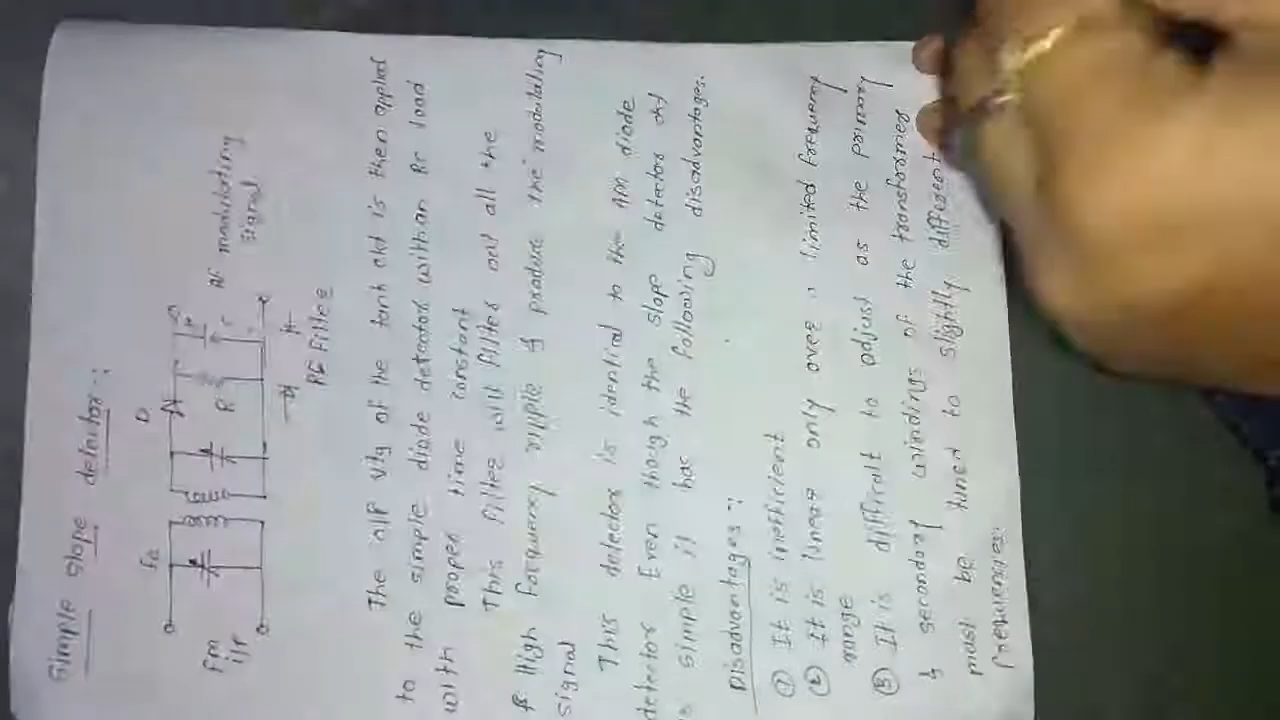 Simple slope detector:
Fc
D
FM
i/p
R
C
AF modulating
signal
RF Filter
The o/p vtg of the tank ckt is then applied
to the simple diode detector with an RC load
with proper time constant
This filter will filter out all the
& High frequency ripple & produce the modulating
signal
This detector is identical to the AM diode
detector Even though the slope detector ckt
is simple it has the following disadvantages.
Disadvantages:
① It is inefficient
② It is linear only over limited frequency
range
③ It is difficult to adjust as the primary
& secondary windings of the transformer
must be tuned to slightly different
frequencies.